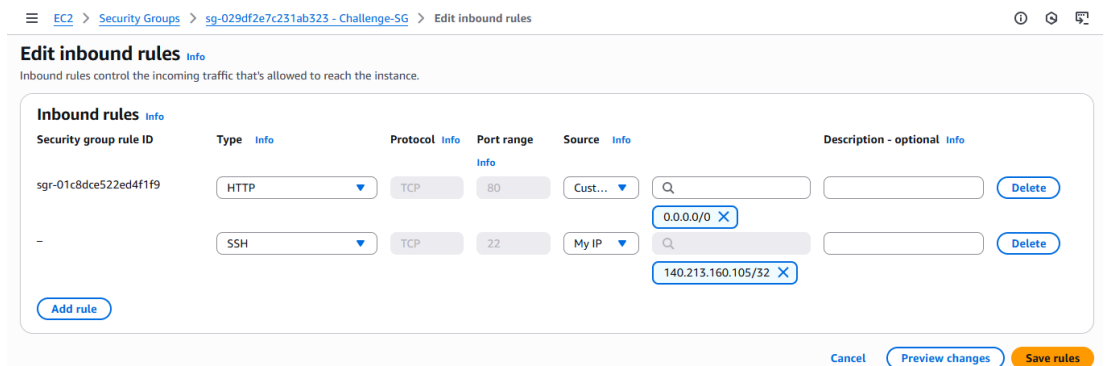 EC2 > Security Groups > sg-029df2e7c231ab323 - Challenge-SG > Edit inbound rules
Edit inbound rules Info
Inbound rules control the incoming traffic that's allowed to reach the instance.
Inbound rules Info
Security group rule ID Type Info Protocol Info Port range Info Source Info Description - optional Info
sgr-01c8dce522ed4f1f9 HTTP TCP 80 Cust... Delete
0.0.0.0/0
– SSH TCP 22 My IP Delete
140.213.160.105/32
Add rule
Cancel Preview changes Save rules